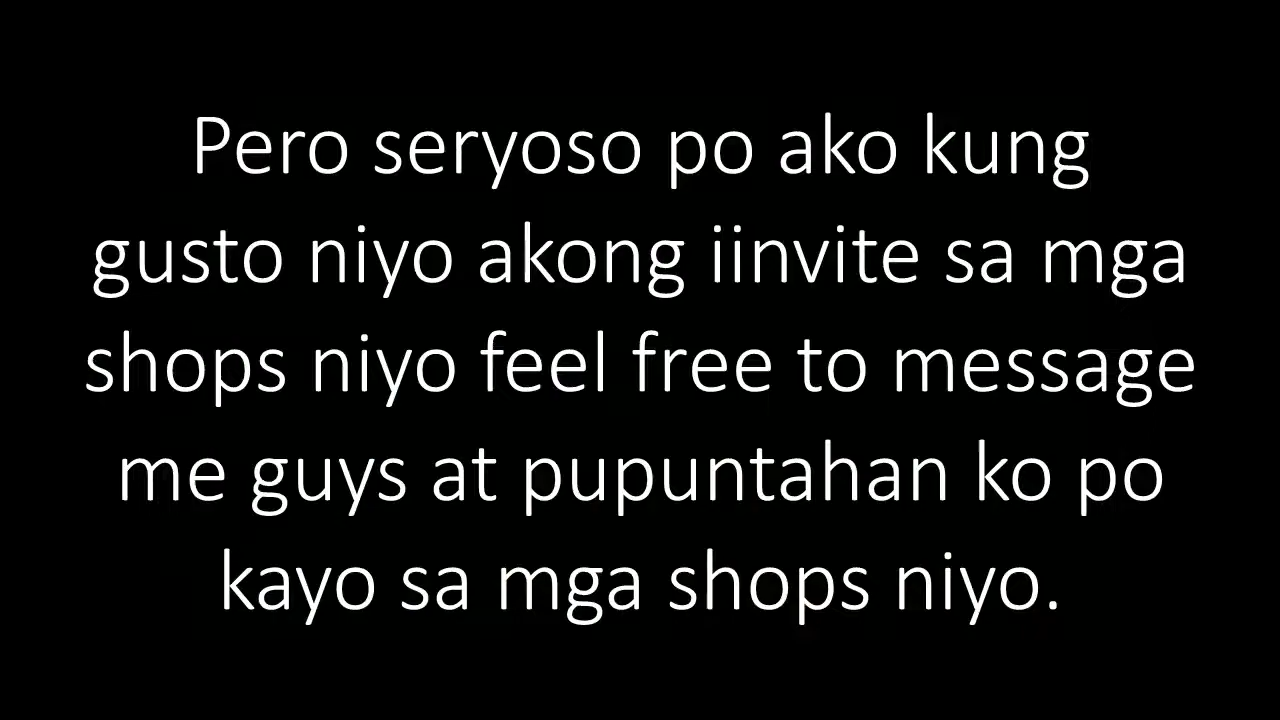 Pero seryoso po ako kung
gusto niyo akong iinvite sa mga
shops niyo feel free to message
me guys at pupuntahan ko po
kayo sa mga shops niyo.